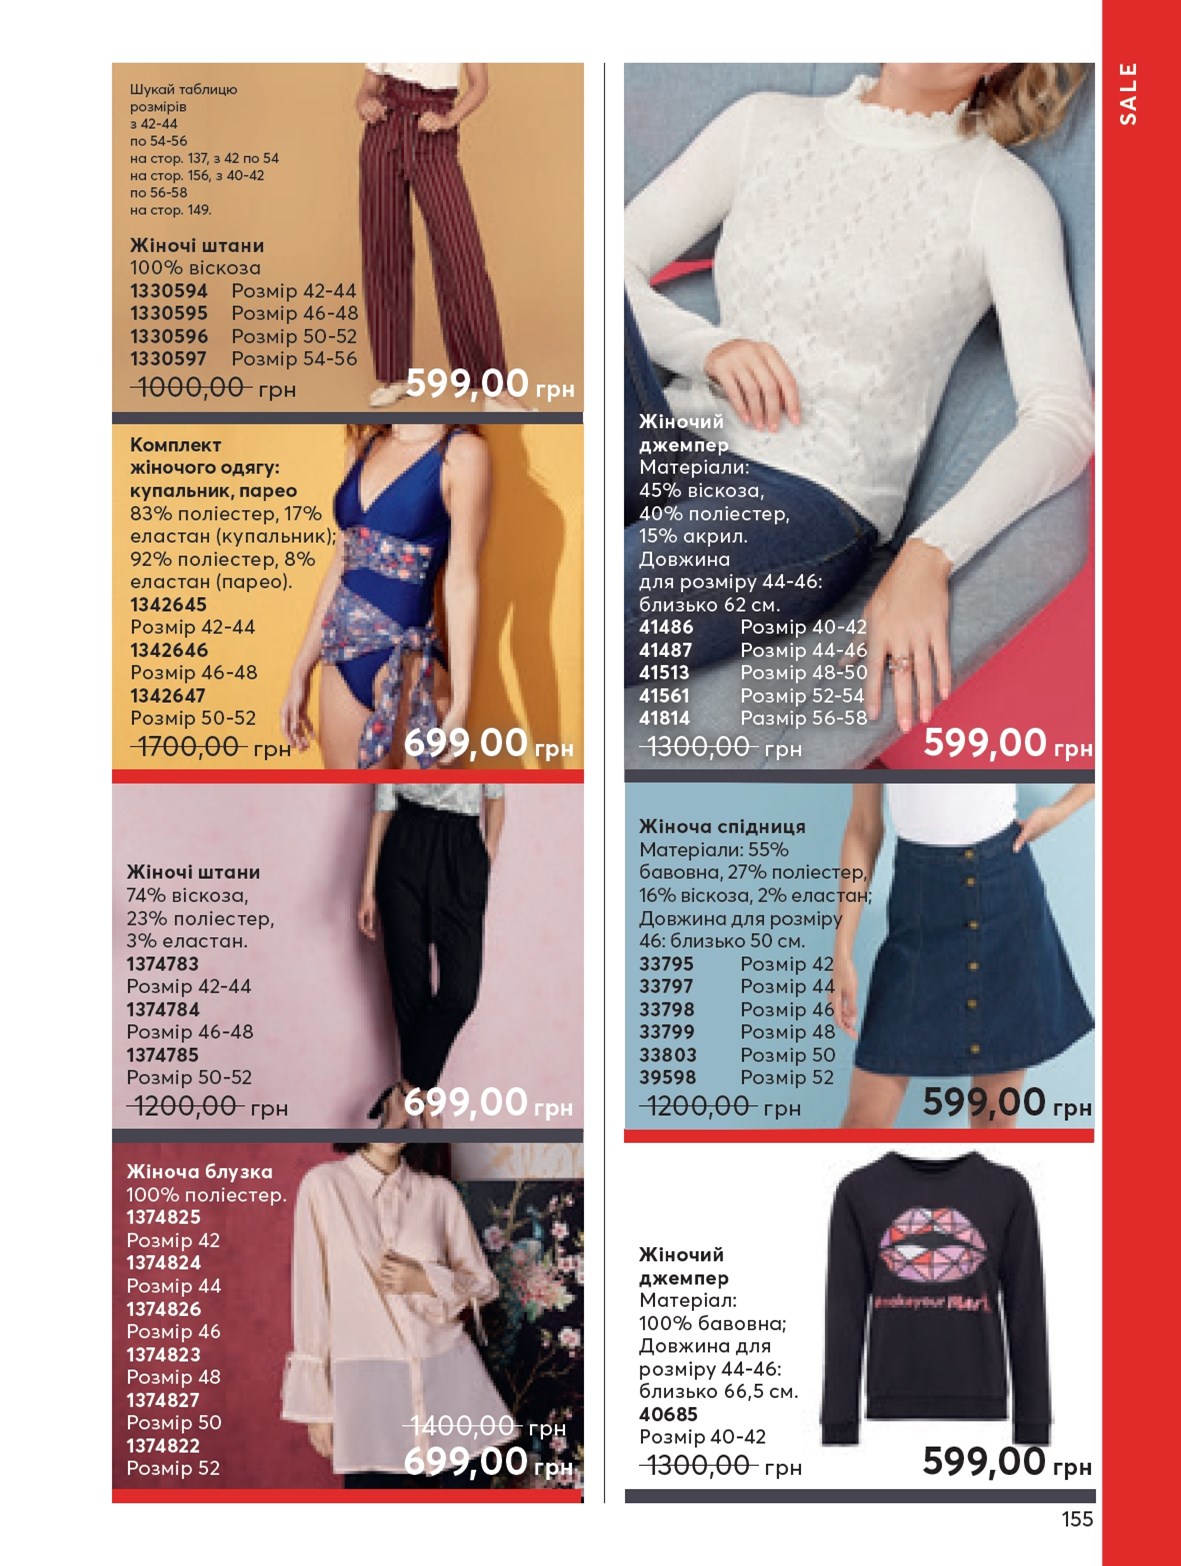 SALE
Шукай таблицю
розмірів
з 42-44
по 54-56
на стор. 137, з 42 по 54
на стор. 156, з 40-42
по 56-58
на стор. 149.
Жіночі штани
100% віскоза
1330594 Розмір 42-44
1330595 Розмір 46-48
1330596 Розмір 50-52
1330597 Розмір 54-56
1000,00 грн 599,00 грн
Комплект
жіночого одягу:
купальник, парео
83% поліестер, 17%
еластан (купальник);
92% поліестер, 8%
еластан (парео).
1342645
Розмір 42-44
1342646
Розмір 46-48
1342647
Розмір 50-52
1700,00 грн 699,00 грн
Жіночі штани
74% віскоза,
23% поліестер,
3% еластан.
1374783
Розмір 42-44
1374784
Розмір 46-48
1374785
Розмір 50-52
1200,00 грн 699,00 грн
Жіноча блузка
100% поліестер.
1374825
Розмір 42
1374824
Розмір 44
1374826
Розмір 46
1374823
Розмір 48
1374827
Розмір 50
1374822
Розмір 52
1400,00 грн
699,00 грн
Жіночий
джемпер
Матеріали:
45% віскоза,
40% поліестер,
15% акрил.
Довжина
для розміру 44-46:
близько 62 см.
41486 Розмір 40-42
41487 Розмір 44-46
41513 Розмір 48-50
41561 Розмір 52-54
41814 Размір 56-58
1300,00 грн 599,00 грн
Жіноча спідниця
Матеріали: 55%
бавовна, 27% поліестер,
16% віскоза, 2% еластан;
Довжина для розміру
46: близько 50 см.
33795 Розмір 42
33797 Розмір 44
33798 Розмір 46
33799 Розмір 48
33803 Розмір 50
39598 Розмір 52
1200,00 грн 599,00 грн
Жіночий
джемпер
Матеріал:
100% бавовна;
Довжина для
розміру 44-46:
близько 66,5 см.
40685
Розмір 40-42
1300,00 грн 599,00 грн
#makeyourMark
155